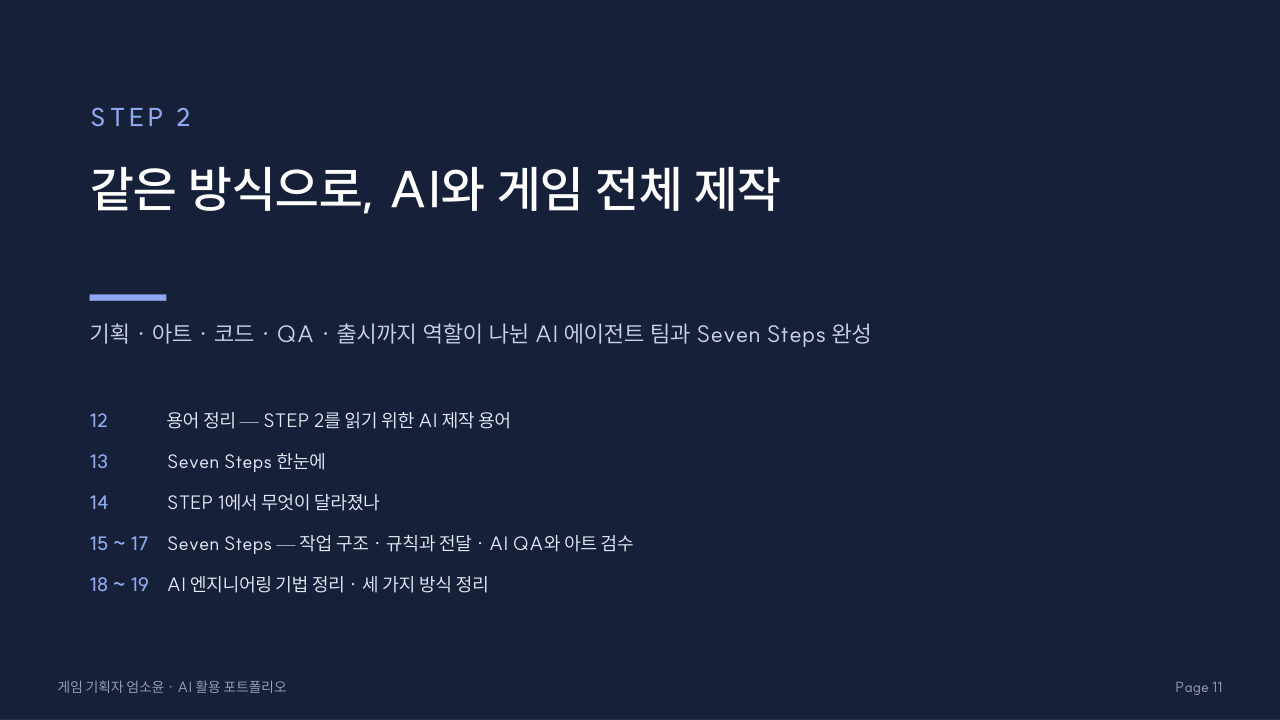 STEP 2
같은 방식으로, AI와 게임 전체 제작
기획 · 아트 · 코드 · QA · 출시까지 역할이 나뉜 AI 에이전트 팀과 Seven Steps 완성
12 용어 정리 — STEP 2를 읽기 위한 AI 제작 용어
13 Seven Steps 한눈에
14 STEP 1에서 무엇이 달라졌나
15 ~ 17 Seven Steps — 작업 구조 · 규칙과 전달 · AI QA와 아트 검수
18 ~ 19 AI 엔지니어링 기법 정리 · 세 가지 방식 정리
게임 기획자 엄소윤 · AI 활용 포트폴리오
Page 11